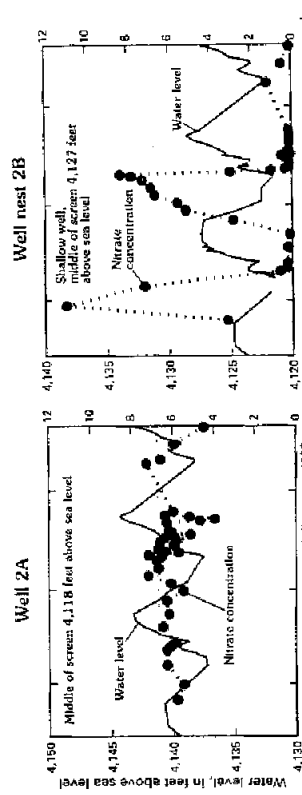 Well 2A
4,150
4,145
4,140
4,135
4,130
12
10
8
6
4
2
0
Middle of screen 4,118 feet above sea level
Water level
Nitrate concentration
Water level, in feet above sea level
Well nest 2B
4,140
4,135
4,130
4,125
4,120
12
10
8
6
4
2
0
Shallow well,
middle of screen 4,127 feet
above sea level
Nitrate
concentration
Water level